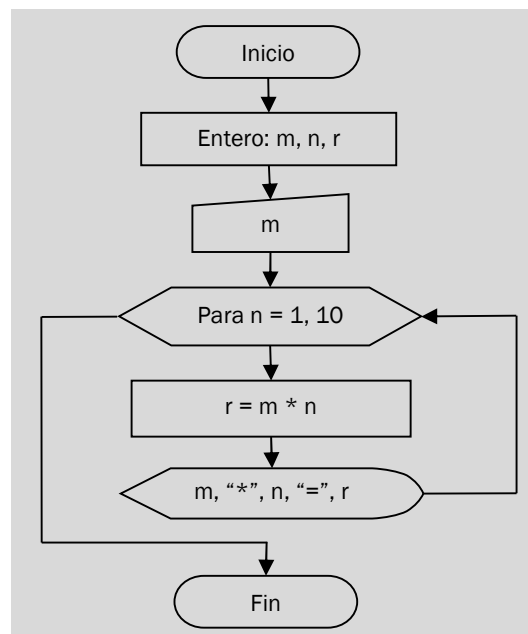 Inicio
Entero: m, n, r
m
Para n = 1, 10
r = m * n
m, “*”, n, “=”, r
Fin